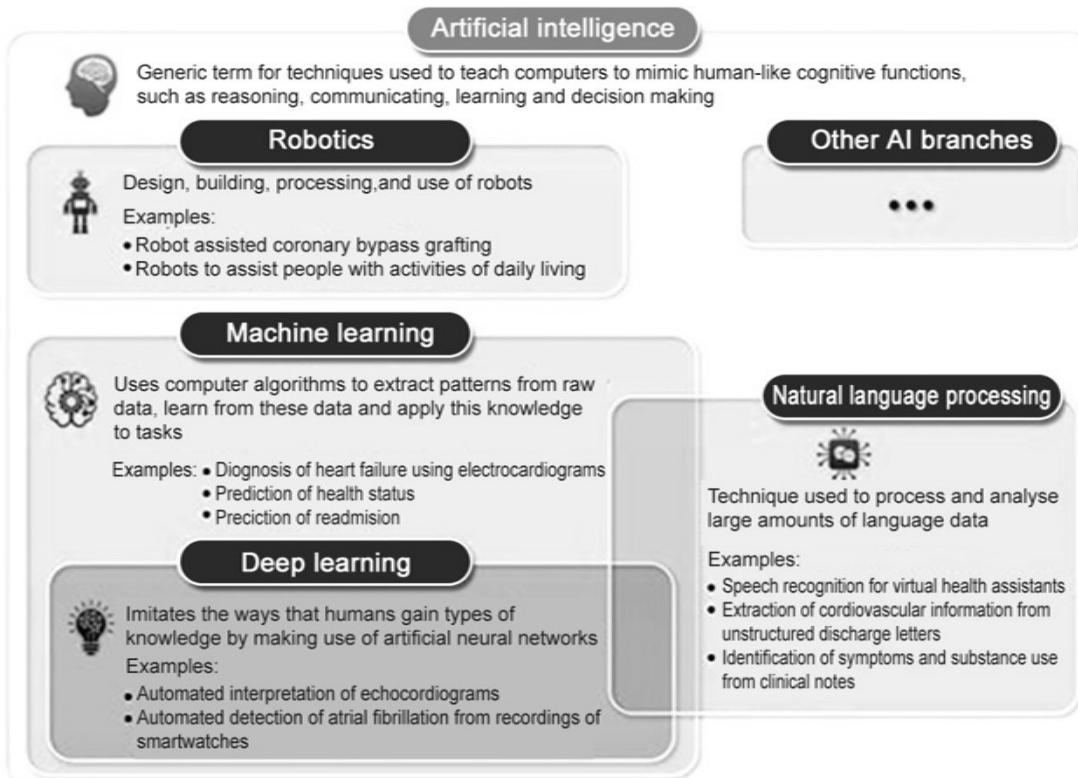 Artificial intelligence
Generic term for techniques used to teach computers to mimic human-like cognitive functions,
such as reasoning, communicating, learning and decision making
Robotics
Design, building, processing,and use of robots
Examples:
• Robot assisted coronary bypass grafting
• Robots to assist people with activities of daily living
Other AI branches
•••
Machine learning
Uses computer algorithms to extract patterns from raw
data, learn from these data and apply this knowledge
to tasks
Examples: • Diognosis of heart failure using electrocardiograms
• Prediction of health status
• Preciction of readmision
Deep learning
Imitates the ways that humans gain types of
knowledge by making use of artificial neural networks
Examples:
• Automated interpretation of echocordiograms
• Automated detection of atrial fibrillation from recordings of
smartwatches
Natural language processing
Technique used to process and analyse
large amounts of language data
Examples:
• Speech recognition for virtual health assistants
• Extraction of cordiovascular information from
unstructured discharge letters
• Identification of symptoms and substance use
from clinical notes